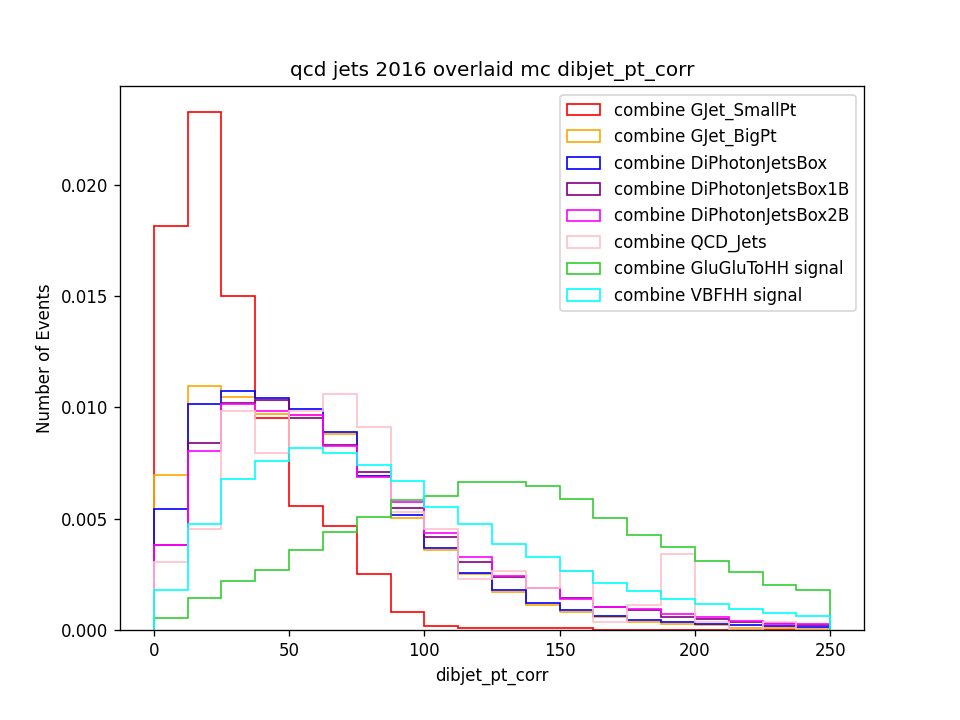 qcd jets 2016 overlaid mc dibjet_pt_corr
combine GJet_SmallPt
combine GJet_BigPt
combine DiPhotonJetsBox
combine DiPhotonJetsBox1B
combine DiPhotonJetsBox2B
combine QCD_Jets
combine GluGluToHH signal
combine VBFHH signal
Number of Events
0.020
0.015
0.010
0.005
0.000
0 50 100 150 200 250
dibjet_pt_corr